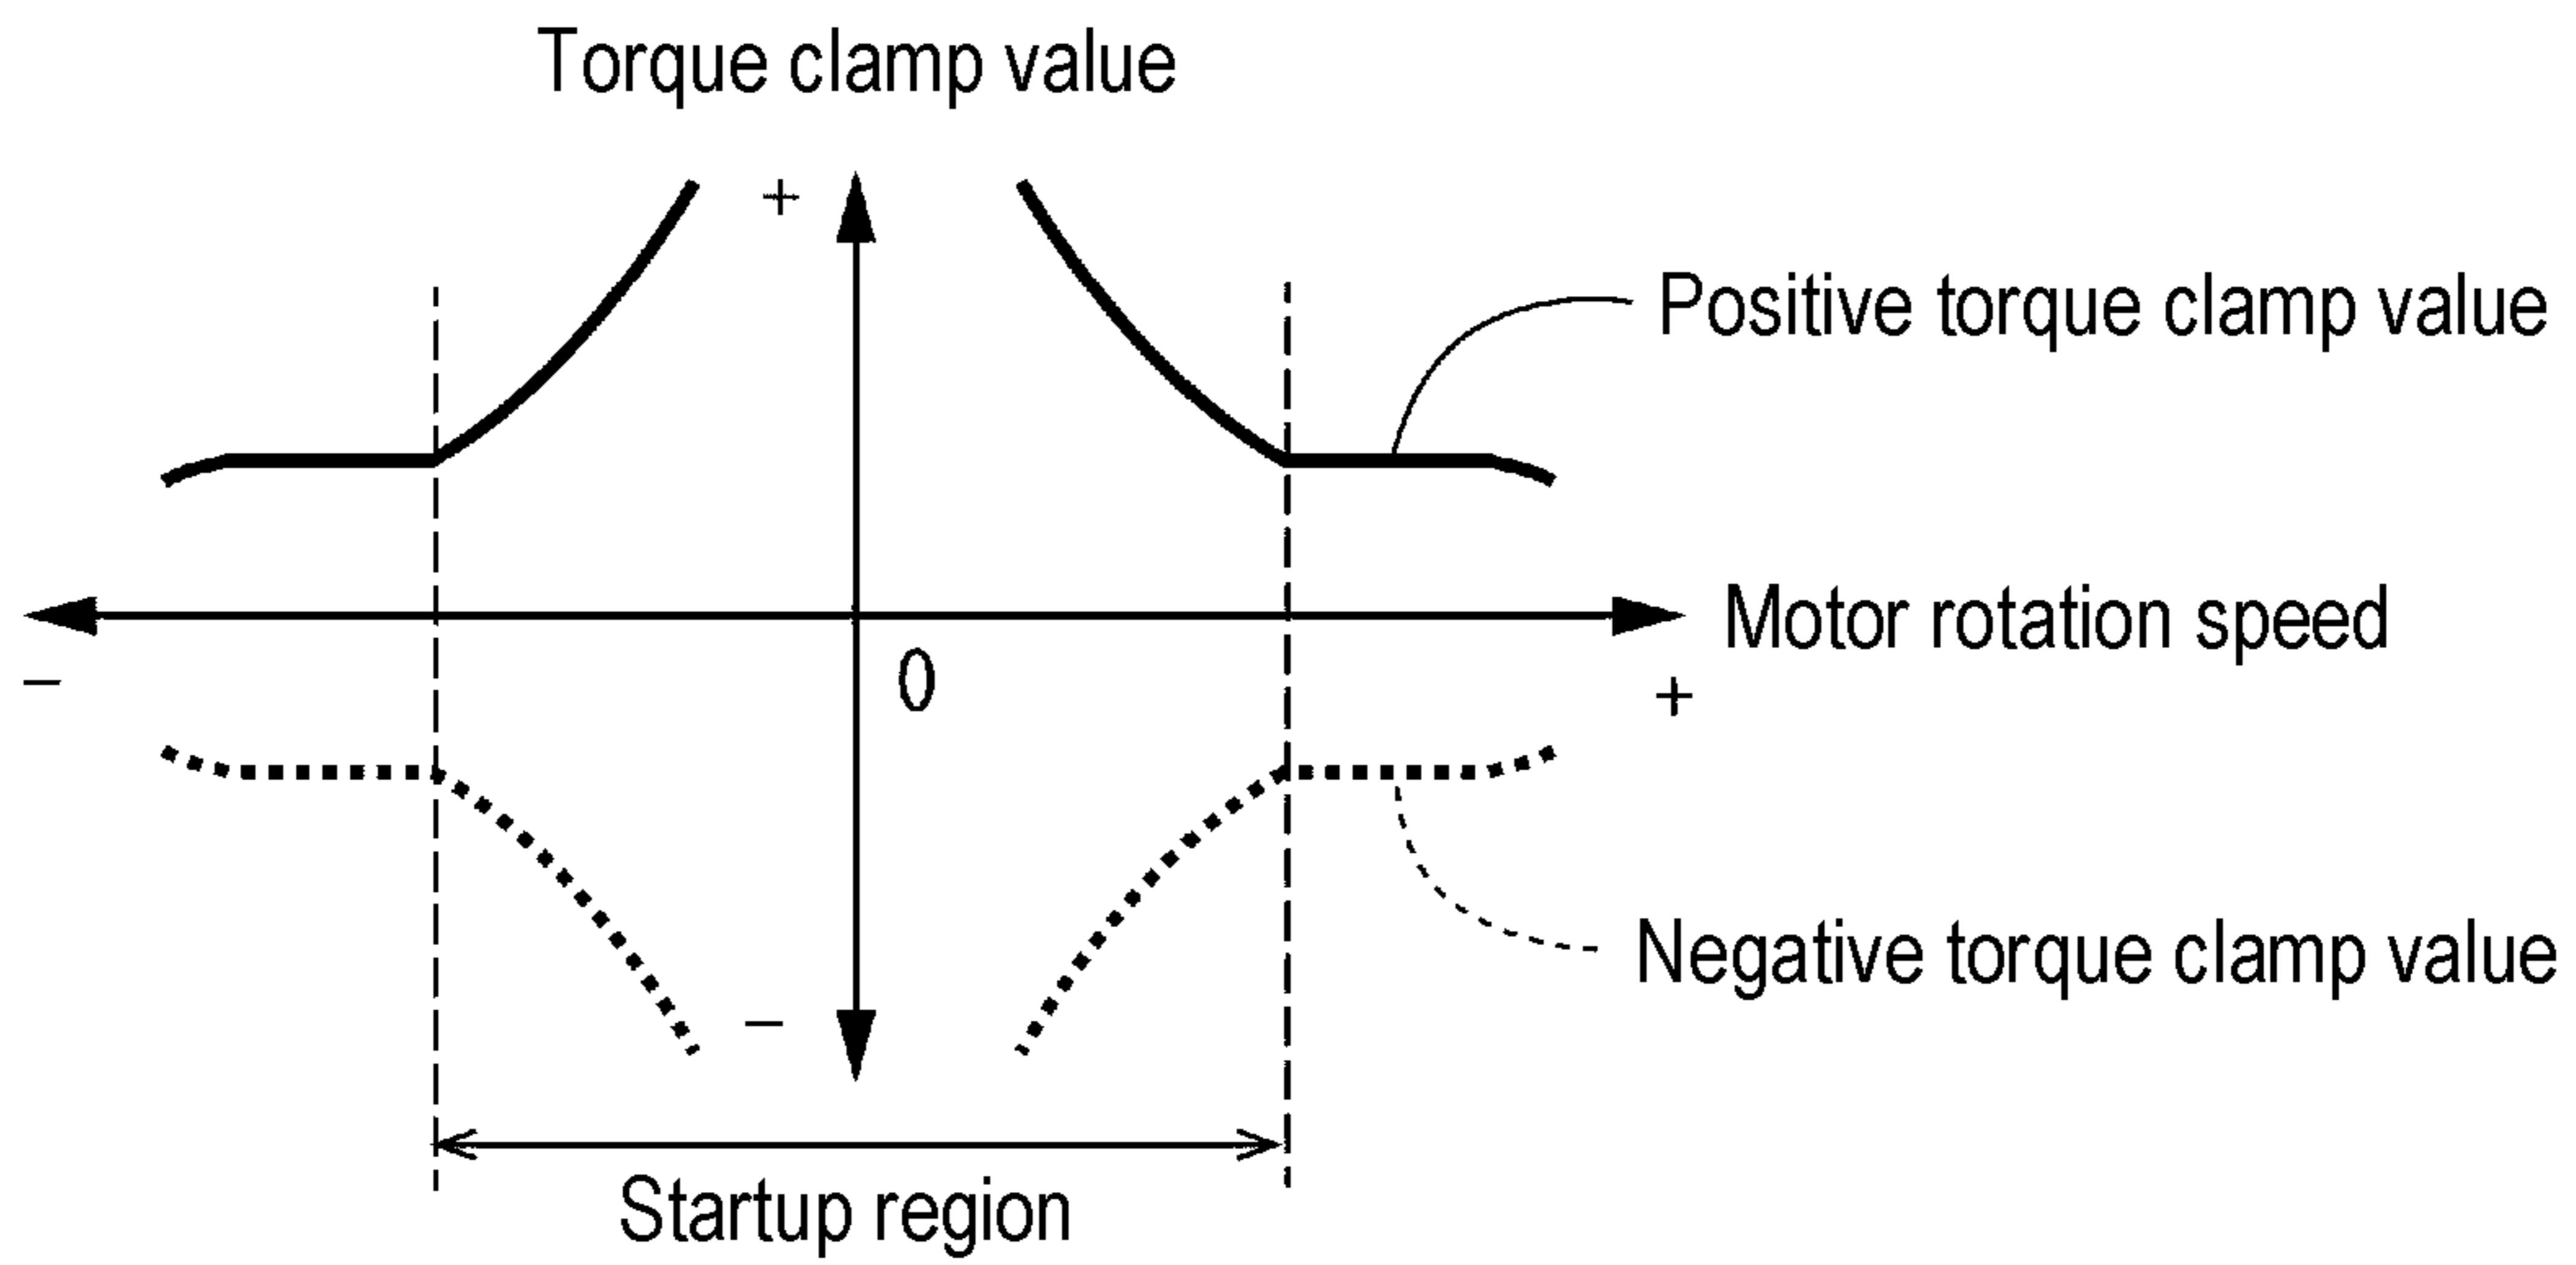 Torque clamp value
+
Positive torque clamp value
Motor rotation speed
0
−
+
Negative torque clamp value
−
Startup region